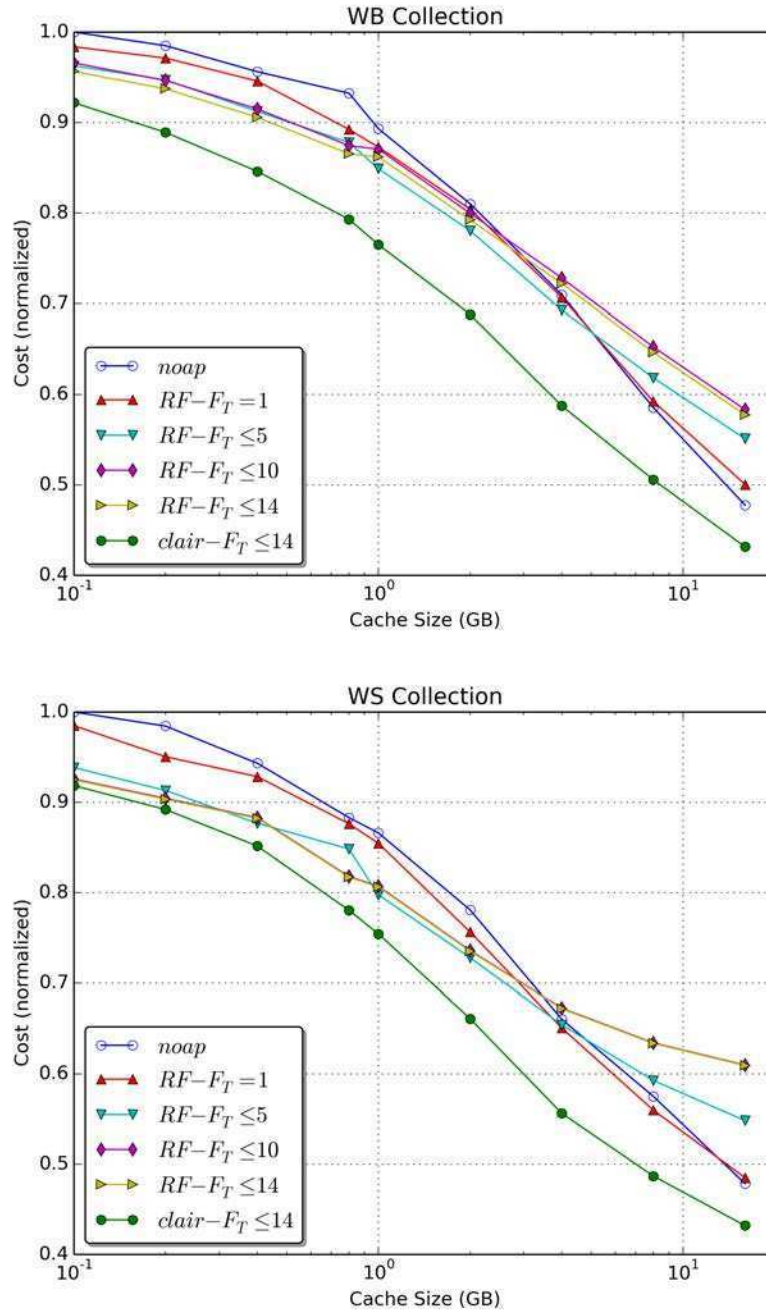 WB Collection
1.0
0.9
0.8
0.7
0.6
0.5
0.4
Cost (normalized)
noap
RF−F_T=1
RF−F_T≤5
RF−F_T≤10
RF−F_T≤14
clair−F_T≤14
10^-1
10^0
10^1
Cache Size (GB)
WS Collection
1.0
0.9
0.8
0.7
0.6
0.5
0.4
Cost (normalized)
noap
RF−F_T=1
RF−F_T≤5
RF−F_T≤10
RF−F_T≤14
clair−F_T≤14
10^-1
10^0
10^1
Cache Size (GB)